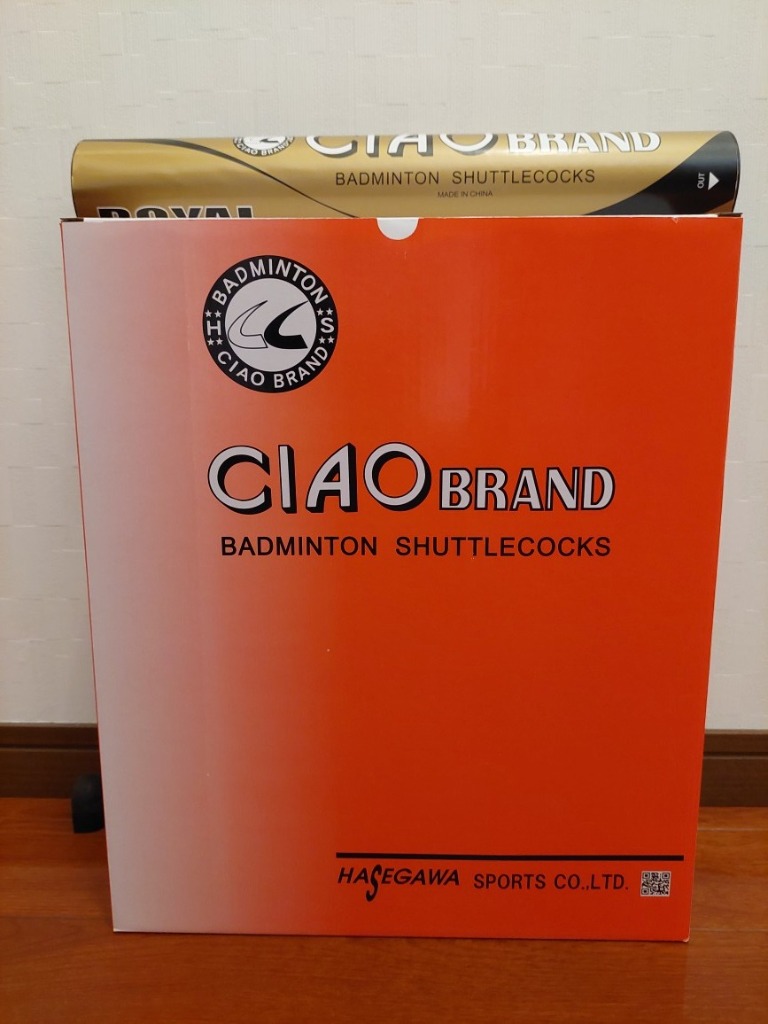 CIAO BRAND
CIAO BRAND
BADMINTON SHUTTLECOCKS
MADE IN CHINA
OUT
ROYAL
BADMINTON
H S
CIAO BRAND
CIAO BRAND
BADMINTON SHUTTLECOCKS
HASEGAWA SPORTS CO.,LTD.